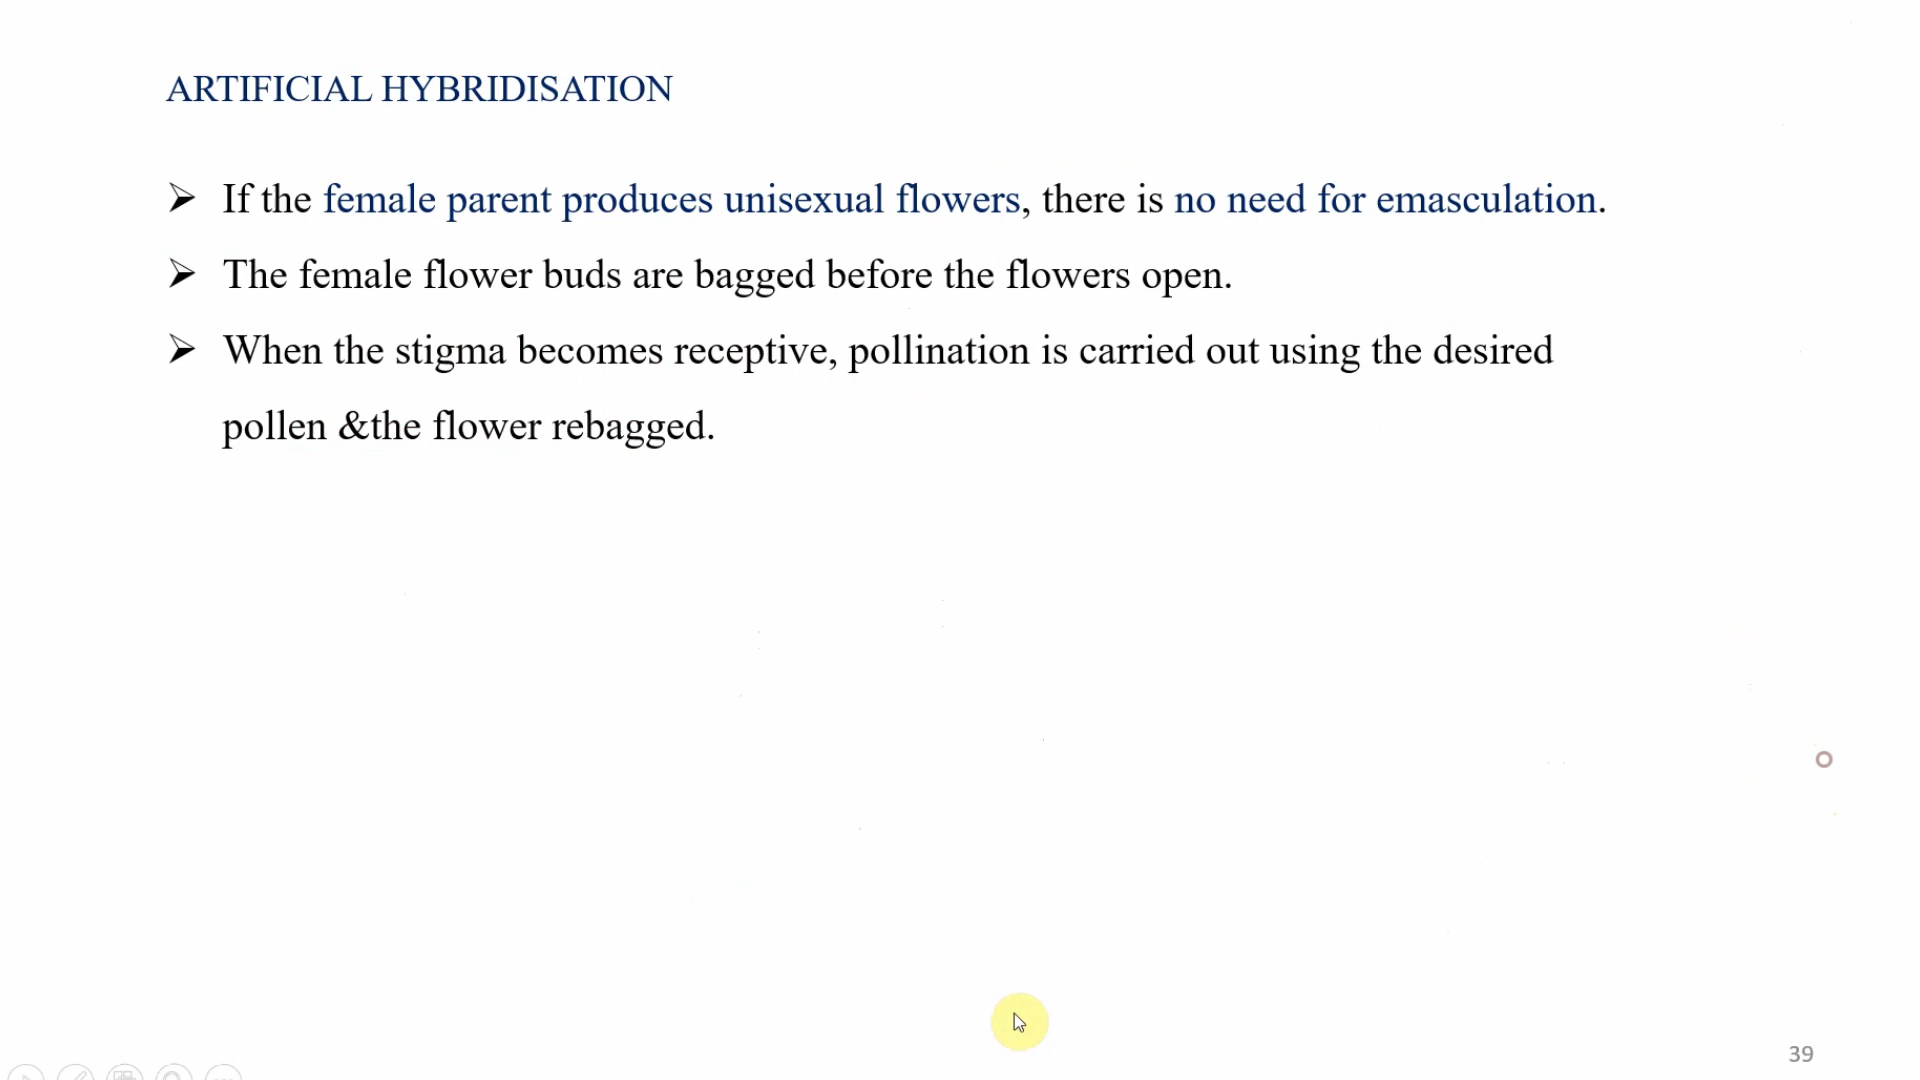 ARTIFICIAL HYBRIDISATION
➢ If the female parent produces unisexual flowers, there is no need for emasculation.
➢ The female flower buds are bagged before the flowers open.
➢ When the stigma becomes receptive, pollination is carried out using the desired
pollen &the flower rebagged.
39